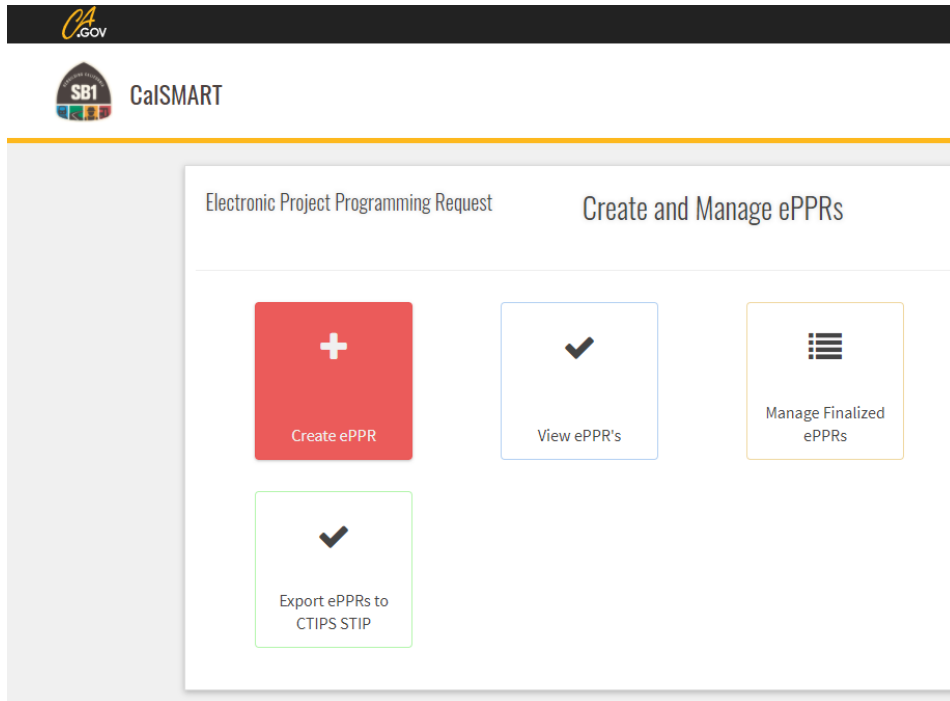 CA
.GOV
SB1
CalSMART
Electronic Project Programming Request
Create and Manage ePPRs
Create ePPR
View ePPR's
Manage Finalized
ePPRs
Export ePPRs to
CTIPS STIP